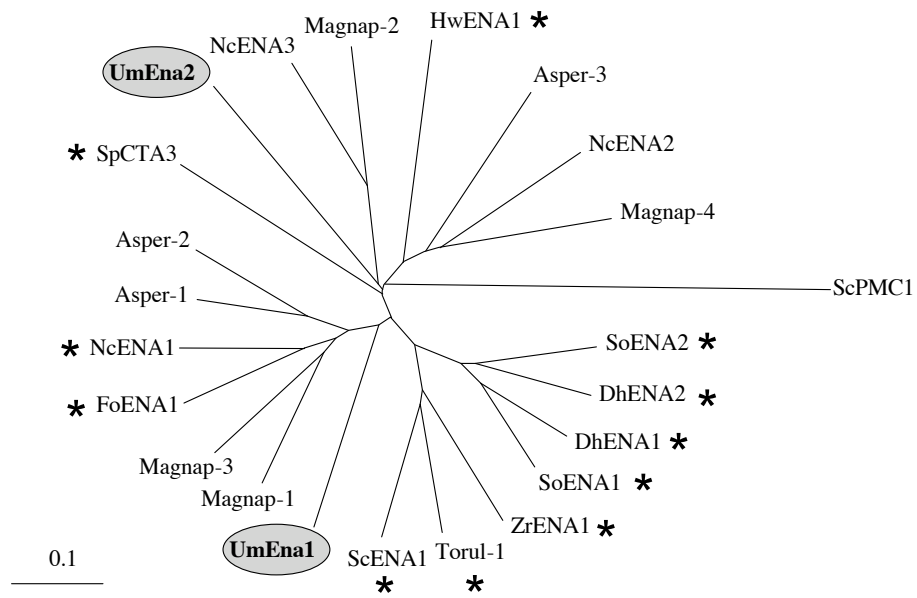 Magnap-2
HwENA1 *
NcENA3
UmEna2
Asper-3
NcENA2
* SpCTA3
Magnap-4
Asper-2
Asper-1
ScPMC1
* NcENA1
SoENA2 *
* FoENA1
DhENA2 *
DhENA1 *
Magnap-3
SoENA1 *
Magnap-1
ZrENA1 *
UmEna1
ScENA1 *
Torul-1 *
0.1